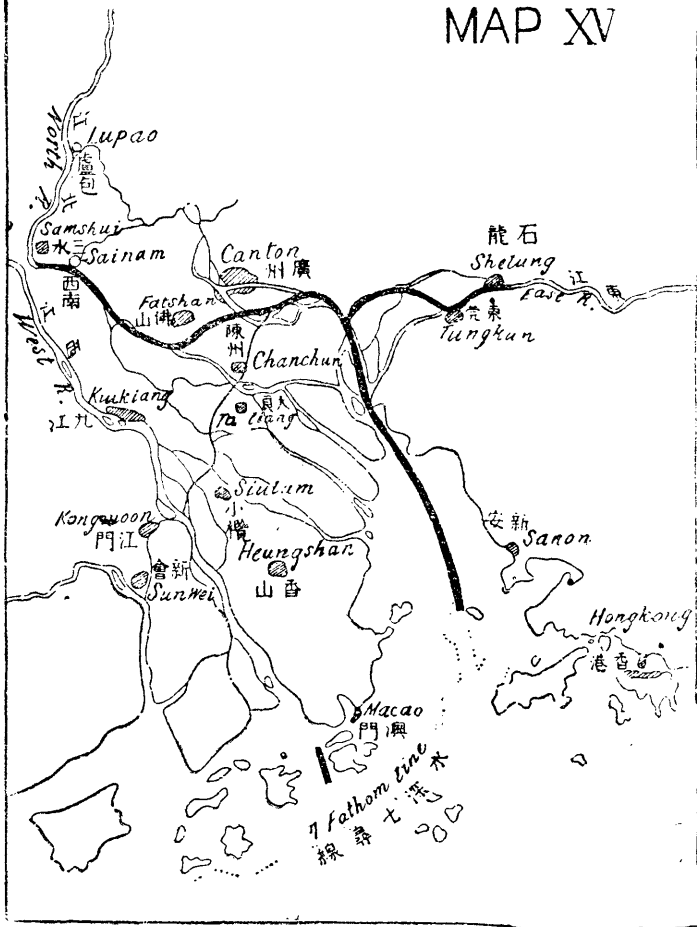 MAP XV
Lupao
蘆包
North R.
北江
Samshui
三水
Sainam
西南
Canton
廣州
石龍
Shelung
East R.
東江
Fatshan
佛山
東莞
Tungkun
陳州
Chanchun
West R.
西江
Kuikiang
九江
Ta liang
大良
Siulam
小欖
Kongmoon
江門
新安
Sanon
Heungshan
香山
新會
SunWei
Hongkong
香港
Macao
澳門
7 Fathom line
水深七尋線